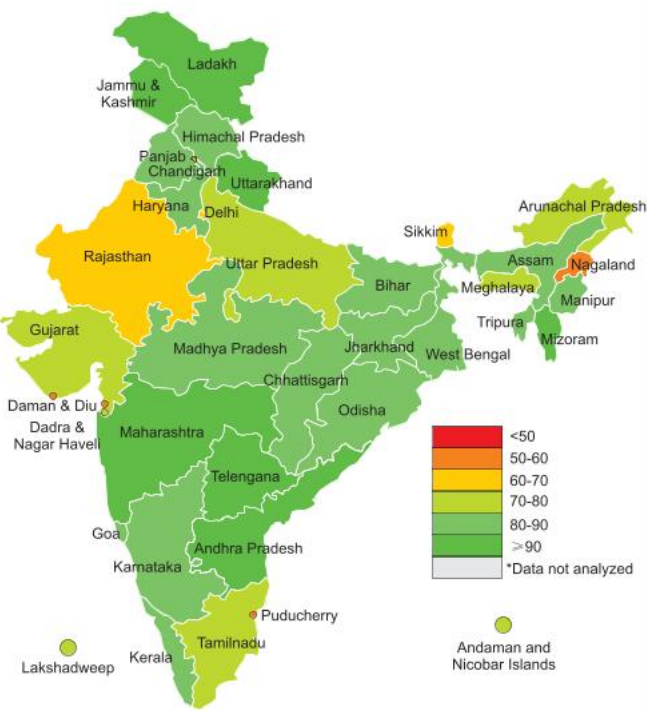 Ladakh
Jammu &
Kashmir
Himachal Pradesh
Panjab
Chandigarh
Uttarakhand
Haryana
Delhi
Arunachal Pradesh
Sikkim
Rajasthan
Uttar Pradesh
Assam
Nagaland
Bihar
Meghalaya
Manipur
Gujarat
Tripura
Mizoram
Madhya Pradesh
Jharkhand
West Bengal
Chhattisgarh
Daman & Diu
Odisha
Dadra &
Nagar Haveli
Maharashtra
<50
50-60
Telengana
60-70
70-80
80-90
Goa
Andhra Pradesh
≥90
Karnataka
*Data not analyzed
Puducherry
Tamilnadu
Andaman and
Nicobar Islands
Kerala
Lakshadweep